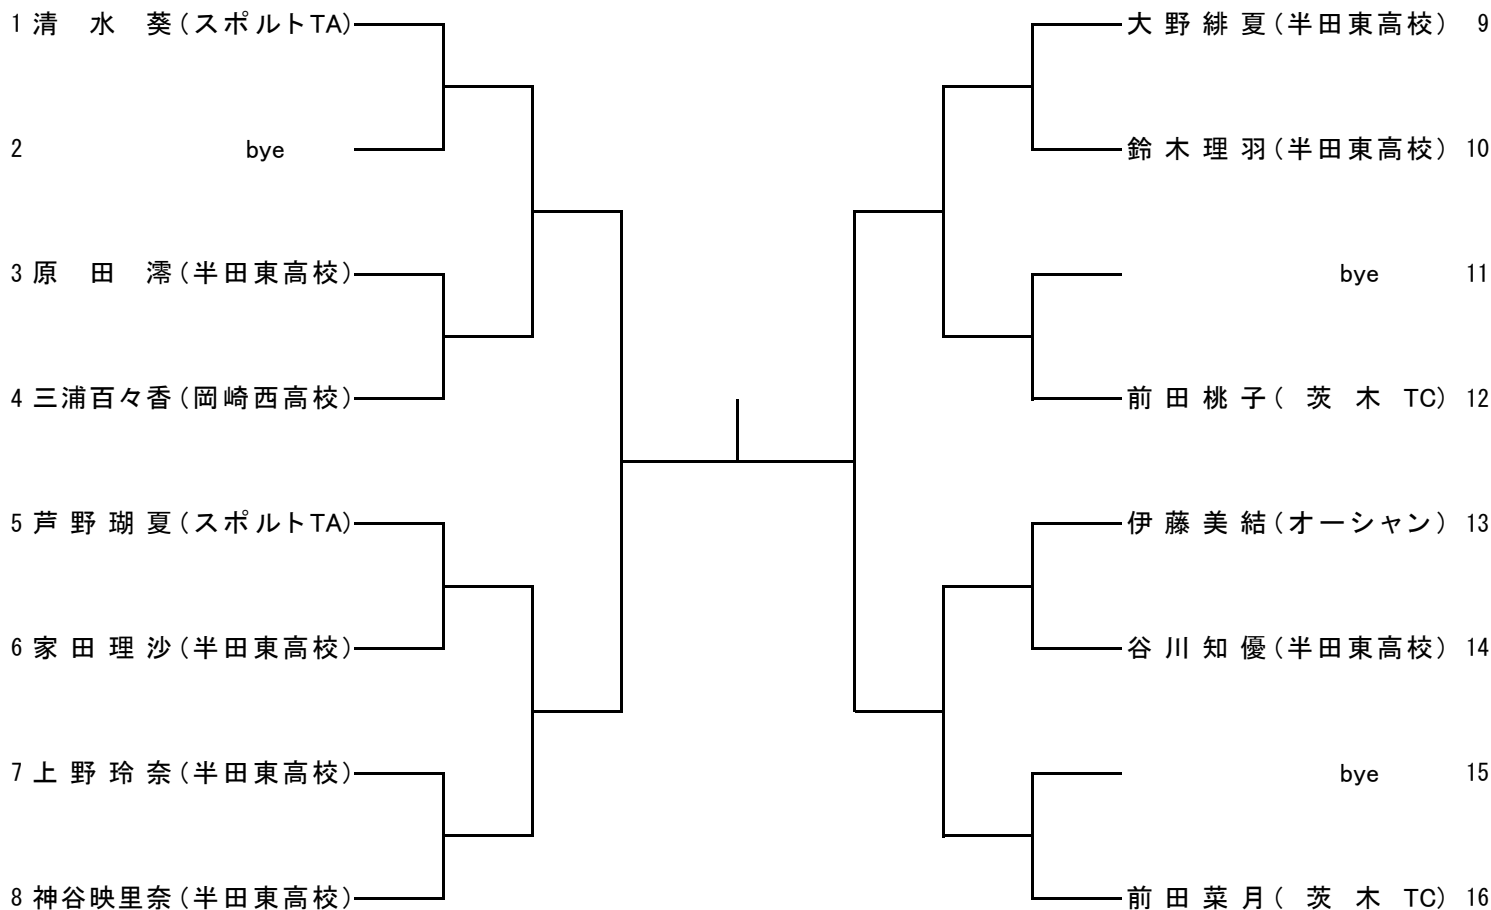 1 清 水 葵(スポルトTA)
2 bye
3 原 田 澪(半田東高校)
4 三浦百々香(岡崎西高校)
5 芦野瑚夏(スポルトTA)
6 家田理沙(半田東高校)
7 上野玲奈(半田東高校)
8 神谷映里奈(半田東高校)
大野緋夏(半田東高校) 9
鈴木理羽(半田東高校) 10
bye 11
前田桃子( 茨 木 TC) 12
伊藤美結(オーシャン) 13
谷川知優(半田東高校) 14
bye 15
前田菜月( 茨 木 TC) 16